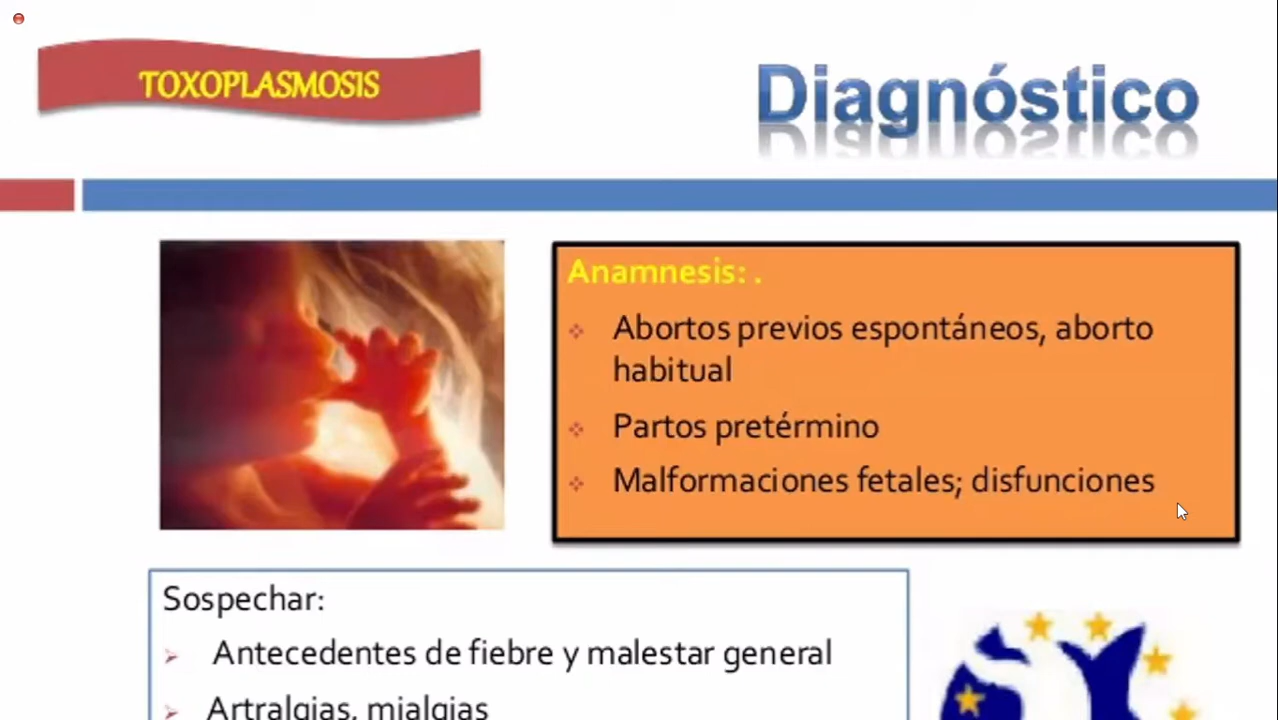 TOXOPLASMOSIS
Diagnóstico
Anamnesis: .
Abortos previos espontáneos, aborto
habitual
Partos pretérmino
Malformaciones fetales; disfunciones
Sospechar:
Antecedentes de fiebre y malestar general
Artralgias, mialgias